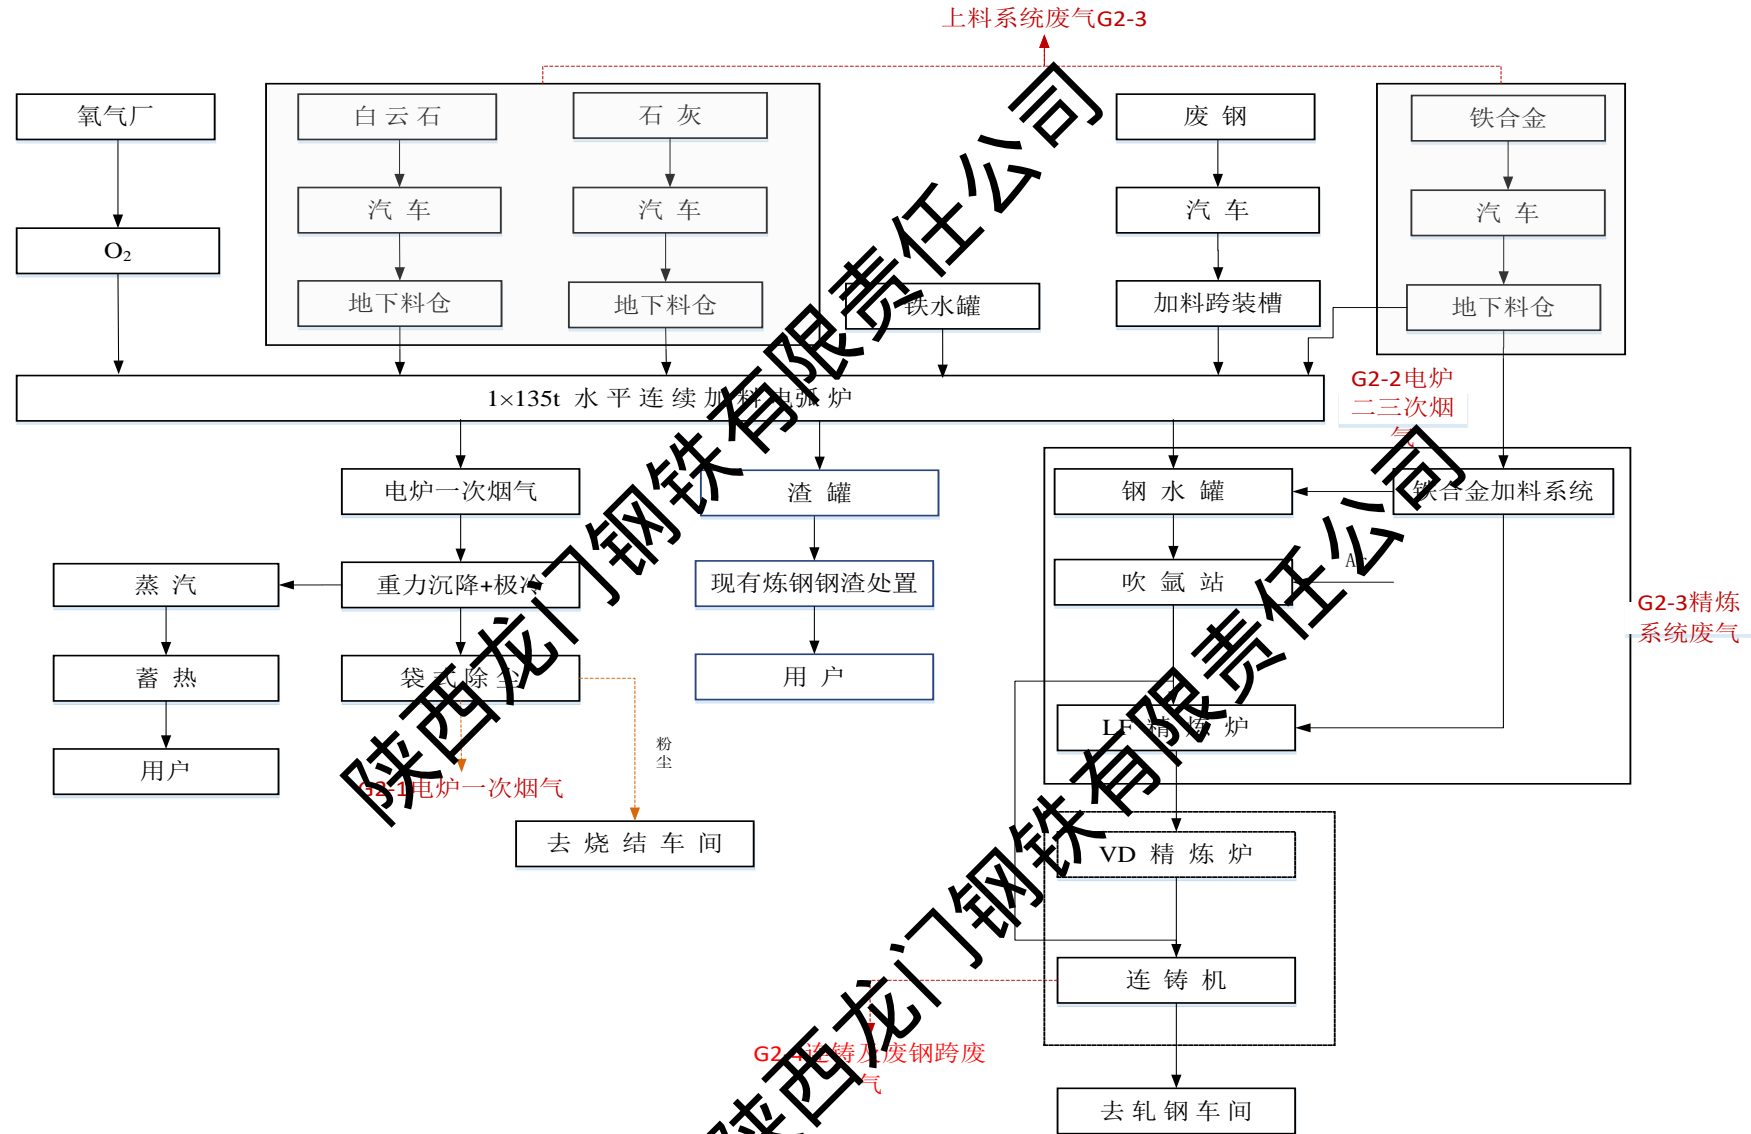 上料系统废气G2-3
氧气厂
白云石
石灰
废钢
铁合金
汽车
汽车
汽车
汽车
O₂
地下料仓
地下料仓
铁水罐
加料跨装槽
地下料仓
1×135t 水平连续加料电弧炉
G2-2电炉
二三次烟
气
电炉一次烟气
渣罐
钢水罐
铁合金加料系统
蒸汽
重力沉降+极冷
现有炼钢钢渣处置
吹氩站
Ar
G2-3精炼
系统废气
蓄热
袋式除尘
用户
LF精炼炉
粉
尘
用户
G2-1电炉一次烟气
去烧结车间
VD精炼炉
连铸机
G2-4连铸及废钢跨废
气
去轧钢车间
陕西龙门钢铁有限责任公司
陕西龙门钢铁有限责任公司